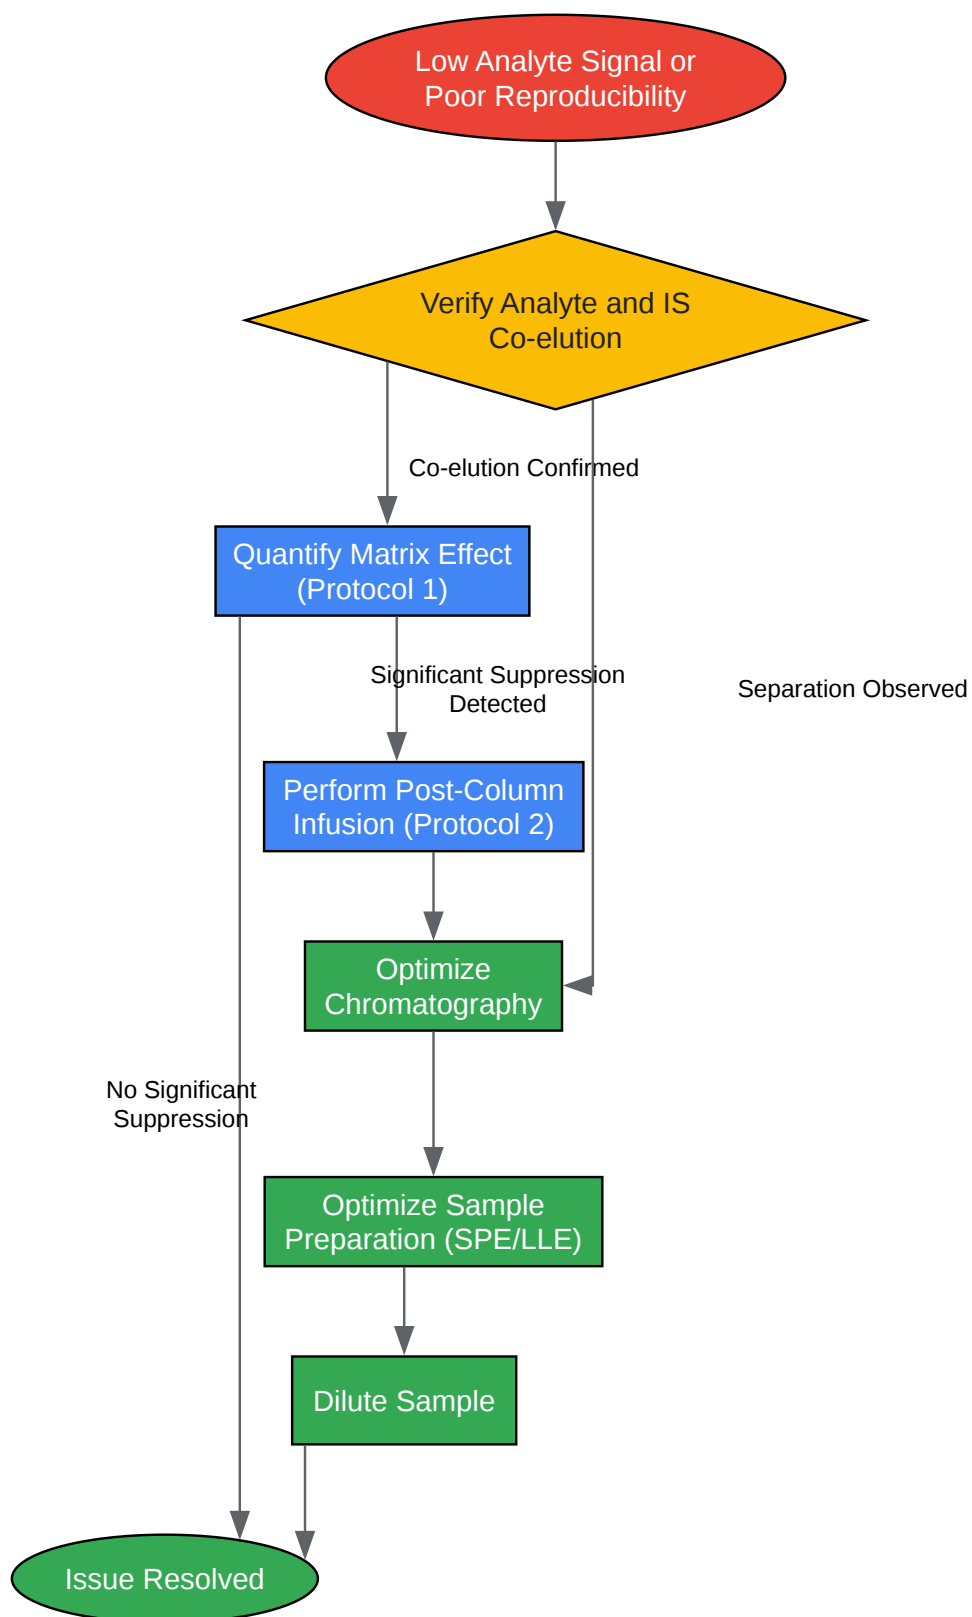 Low Analyte Signal or
Poor Reproducibility
Verify Analyte and IS
Co-elution
Co-elution Confirmed
Quantify Matrix Effect
(Protocol 1)
Significant Suppression
Detected
Separation Observed
Perform Post-Column
Infusion (Protocol 2)
Optimize
Chromatography
No Significant
Suppression
Optimize Sample
Preparation (SPE/LLE)
Dilute Sample
Issue Resolved